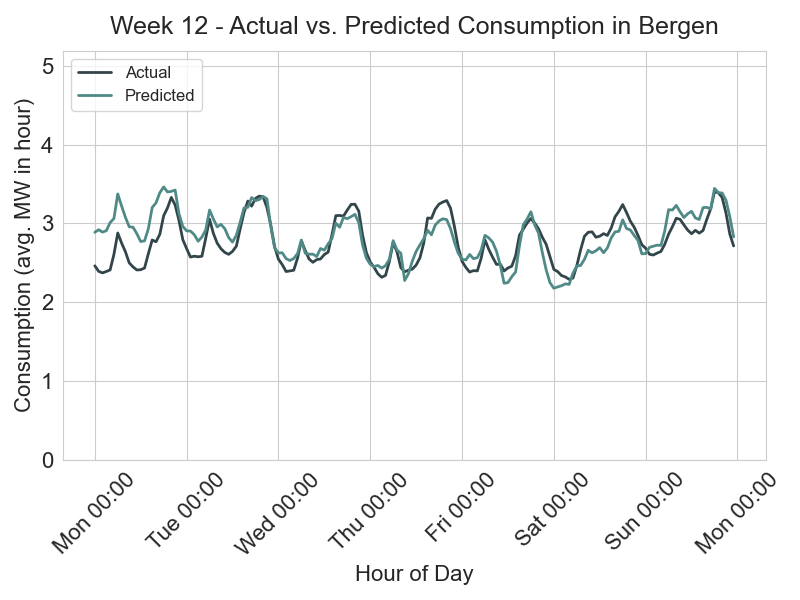 Week 12 - Actual vs. Predicted Consumption in Bergen
Actual
Predicted
Consumption (avg. MW in hour)
5
4
3
2
1
0
Mon 00:00
Tue 00:00
Wed 00:00
Thu 00:00
Fri 00:00
Sat 00:00
Sun 00:00
Mon 00:00
Hour of Day